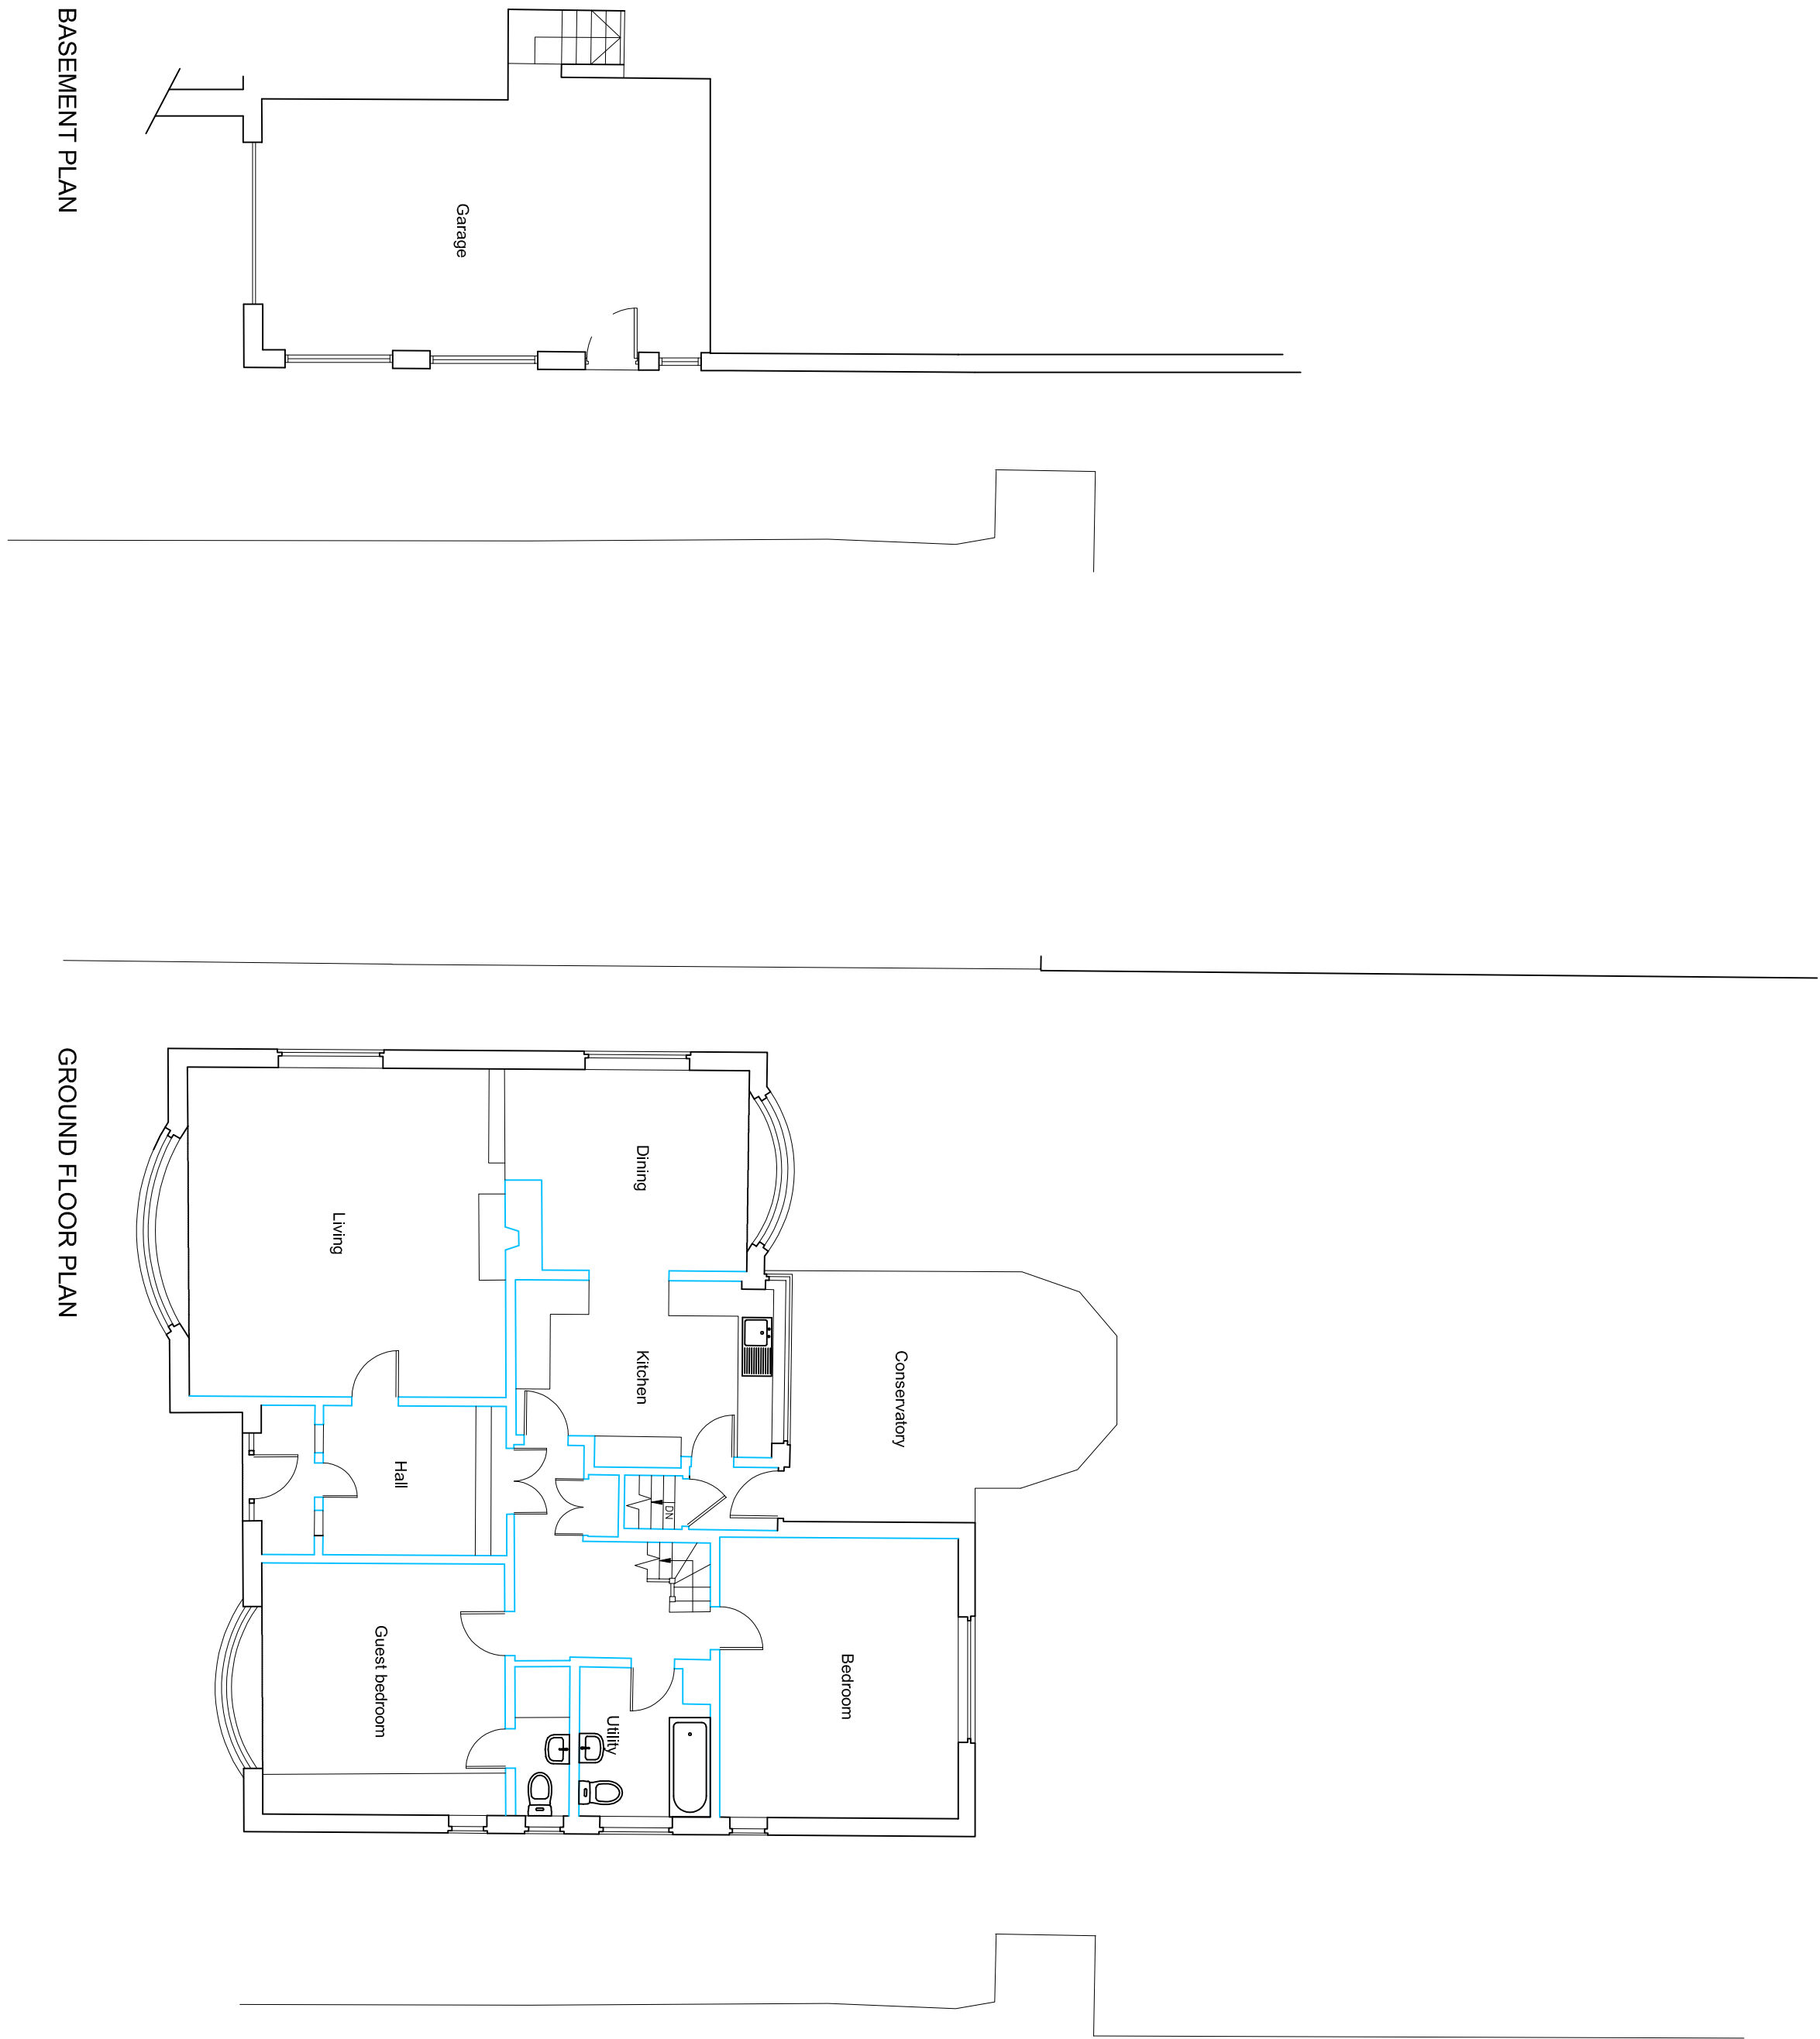 BASEMENT PLAN
Garage
GROUND FLOOR PLAN
Dining
Living
Kitchen
Conservatory
Hall
DN
Guest bedroom
Bedroom
Utility